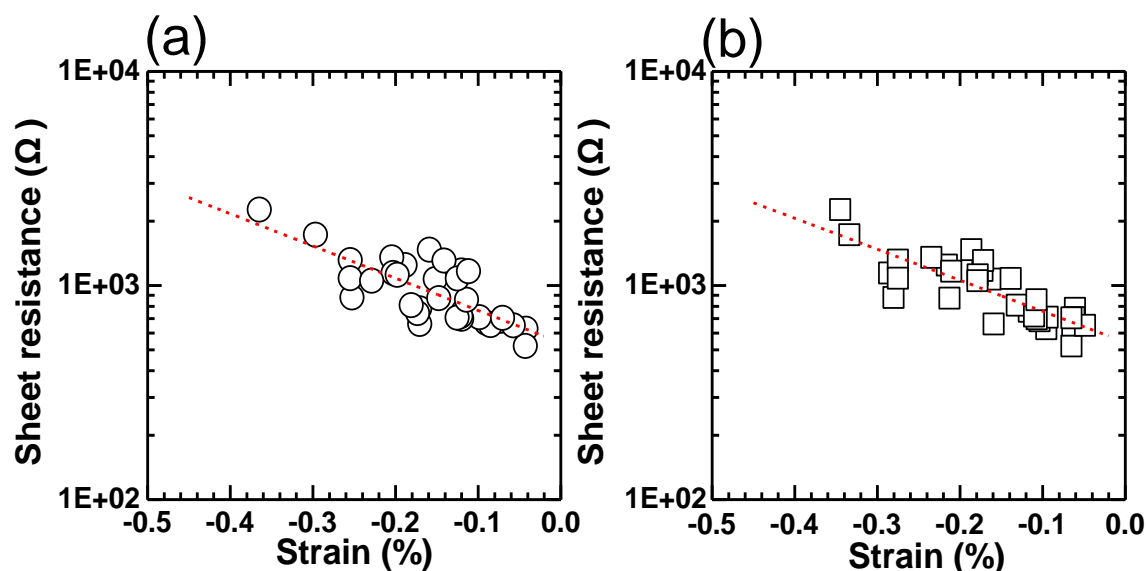 (a)
1E+04
1E+03
1E+02
Sheet resistance (Ω)
-0.5 -0.4 -0.3 -0.2 -0.1 0.0
Strain (%)
(b)
1E+04
1E+03
1E+02
Sheet resistance (Ω)
-0.5 -0.4 -0.3 -0.2 -0.1 0.0
Strain (%)